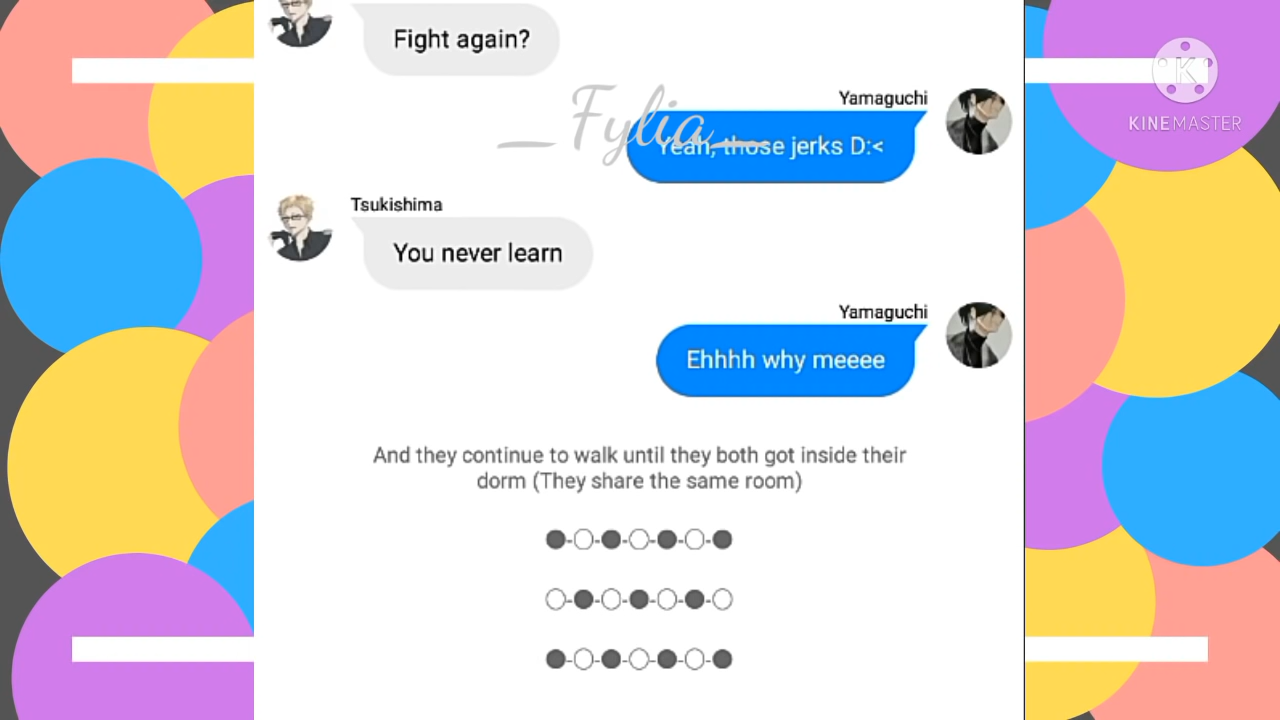 Fight again?
KINEMASTER
Yamaguchi
_Fylia_
Yeah, those jerks D:<
Tsukishima
You never learn
Yamaguchi
Ehhhh why meeee
And they continue to walk until they both got inside their
dorm (They share the same room)